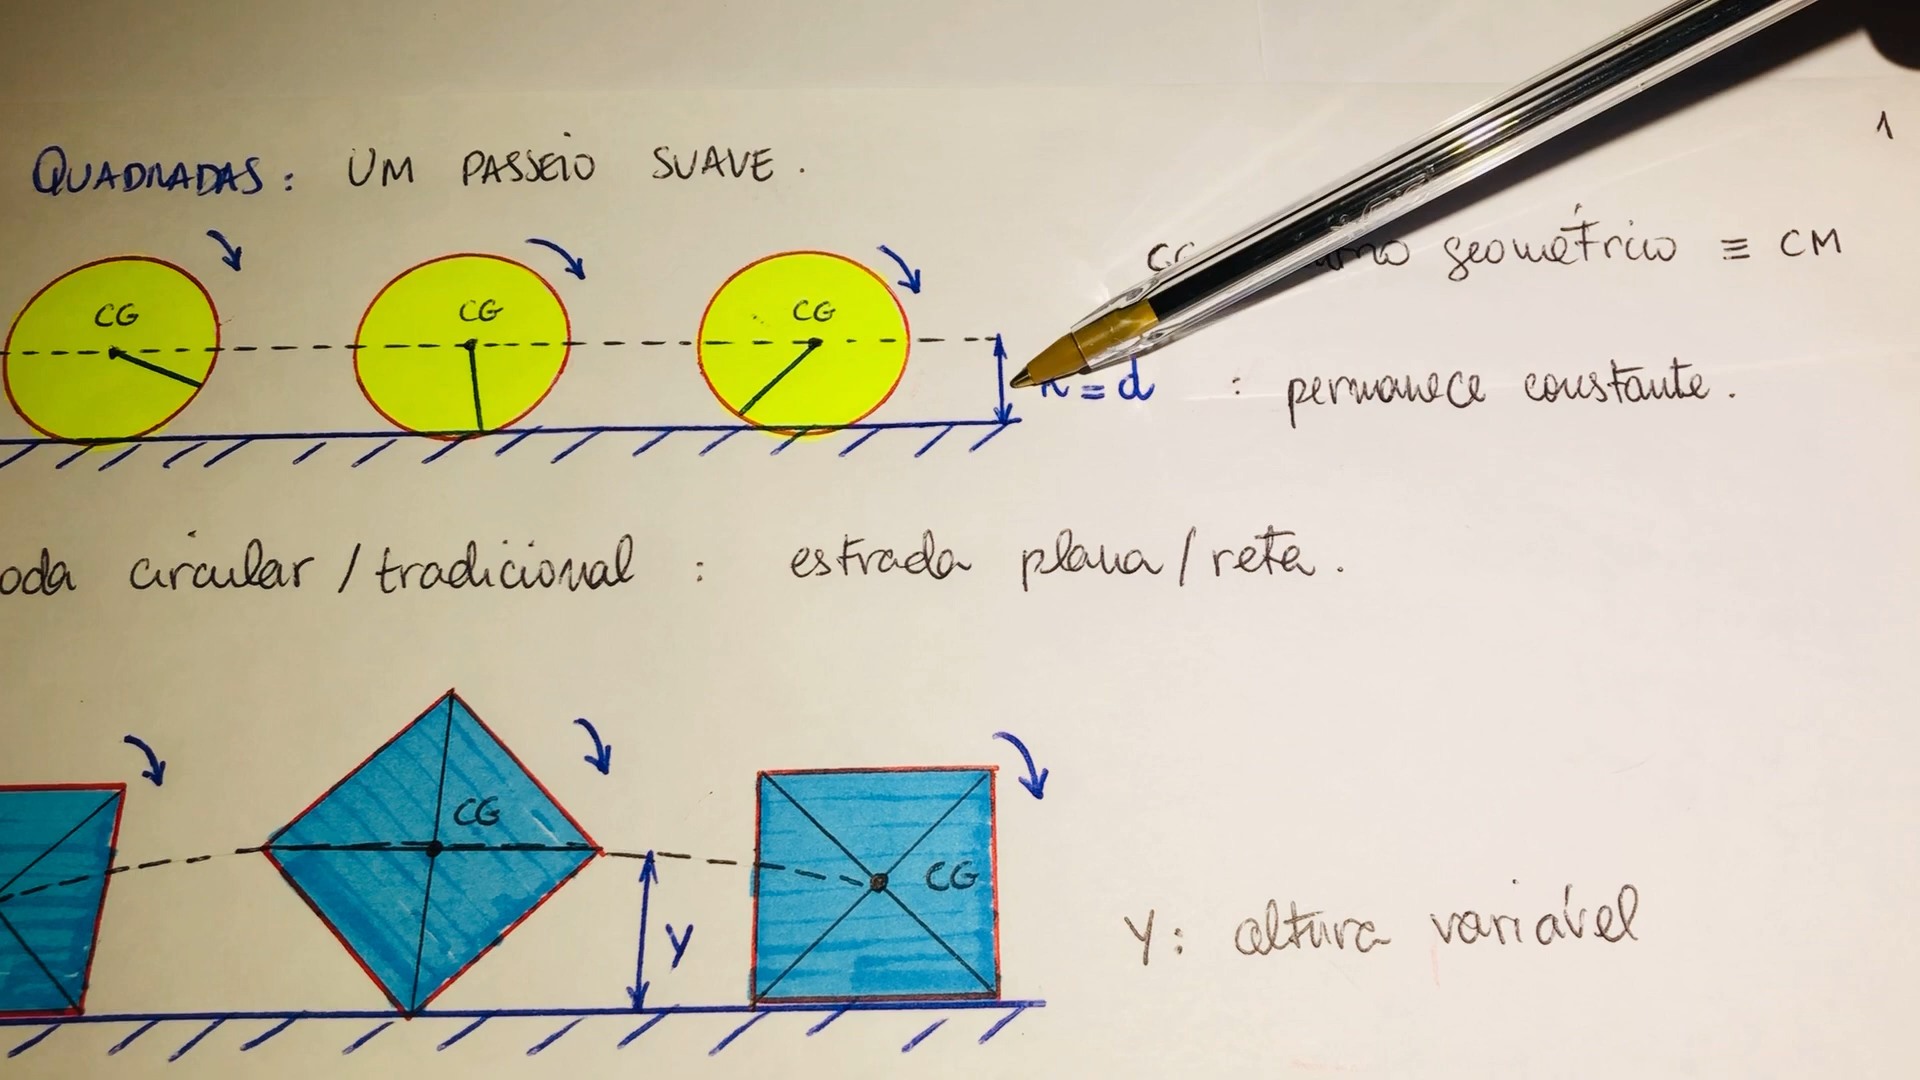 QUADRADAS: UM PASSEIO SUAVE.
1
geométrico ≡ CM
CG
CG
CG
≡ d : permanece constante.
oda circular / tradicional : estrada plana / reta.
CG
CG
Y
Y: altura variável